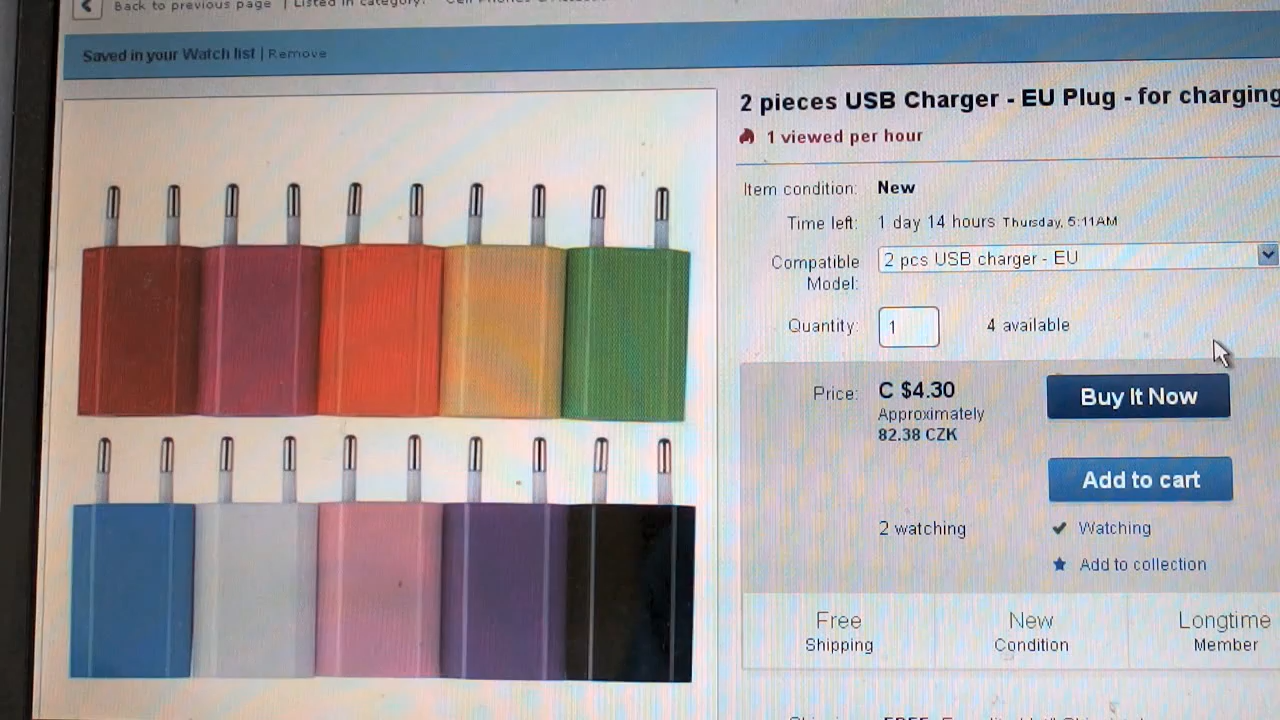 Back to previous page | Listed in category:
Saved in your Watch list | Remove
2 pieces USB Charger - EU Plug - for charging
1 viewed per hour
Item condition: New
Time left: 1 day 14 hours Thursday, 5:11AM
Compatible Model: 2 pcs USB charger - EU
Quantity: 1 4 available
Price: C $4.30 Buy It Now
Approximately
82.38 CZK
Add to cart
2 watching Watching
Add to collection
Free New Longtime
Shipping Condition Member